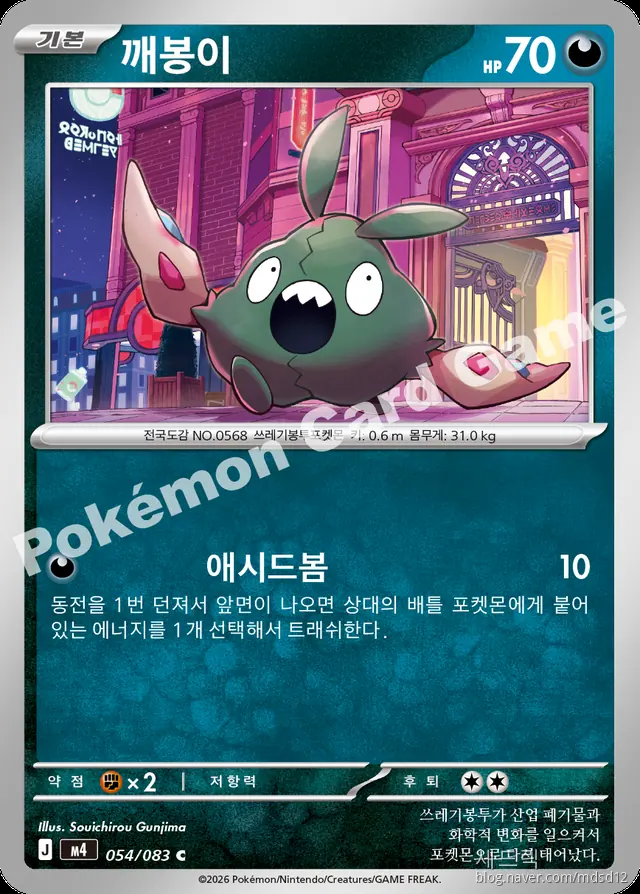 기본
깨봉이
HP 70
전국도감 NO.0568 쓰레기봉투포켓몬 키: 0.6 m 몸무게: 31.0 kg
Pokémon Card Game
애시드봄 10
동전을 1번 던져서 앞면이 나오면 상대의 배틀 포켓몬에게 붙어
있는 에너지를 1개 선택해서 트래쉬한다.
약점 ×2 저항력 후퇴
쓰레기봉투가 산업 폐기물과
화학적 변화를 일으켜서
포켓몬으로 다시 태어났다.
Illus. Souichirou Gunjima
J M4 054/083 C
©2026 Pokémon/Nintendo/Creatures/GAME FREAK.
blog.naver.com/mdsd12